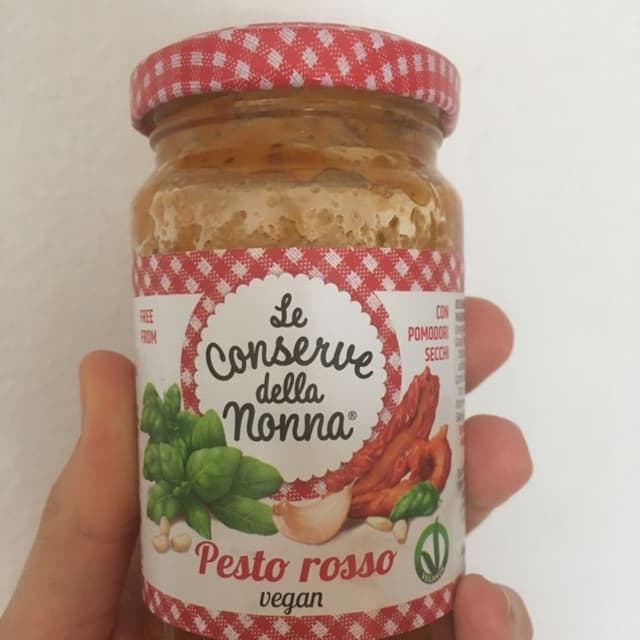 FREE
FROM
Le
Conserve
della
Nonna®
CON
POMODORI
SECCHI
Pesto rosso
vegan